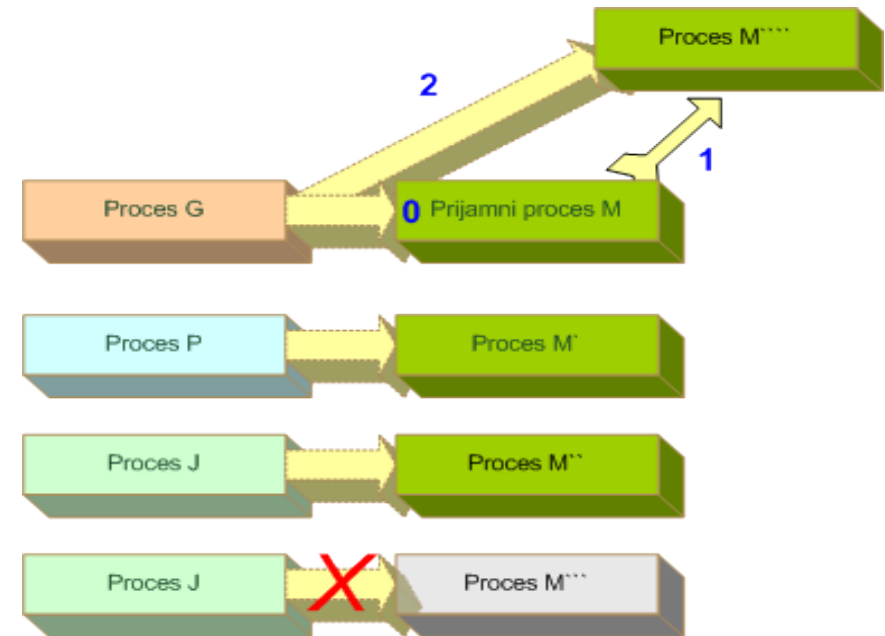 Proces M````
2
1
Proces G
0 Prijamni proces M
Proces P
Proces M`
Proces J
Proces M``
Proces J
X
Proces M```